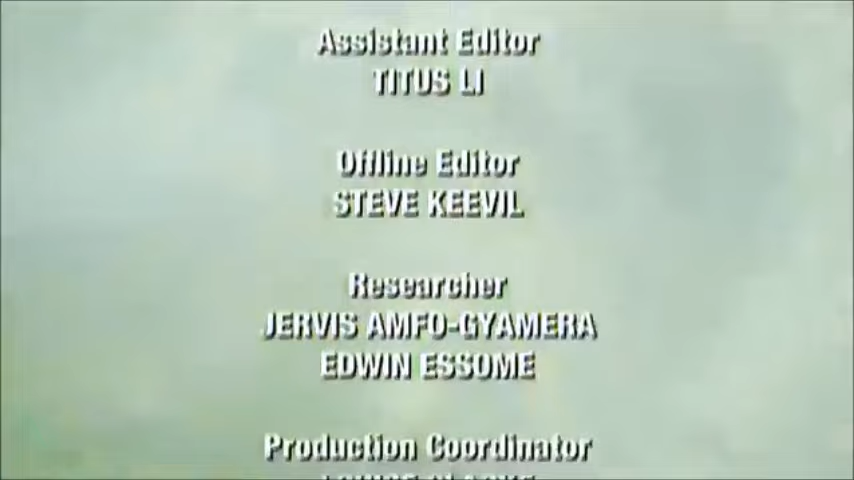 Assistant Editor
TITUS LI
Offline Editor
STEVE KEEVIL
Researcher
JERVIS AMFO-GYAMERA
EDWIN ESSOME
Production Coordinator